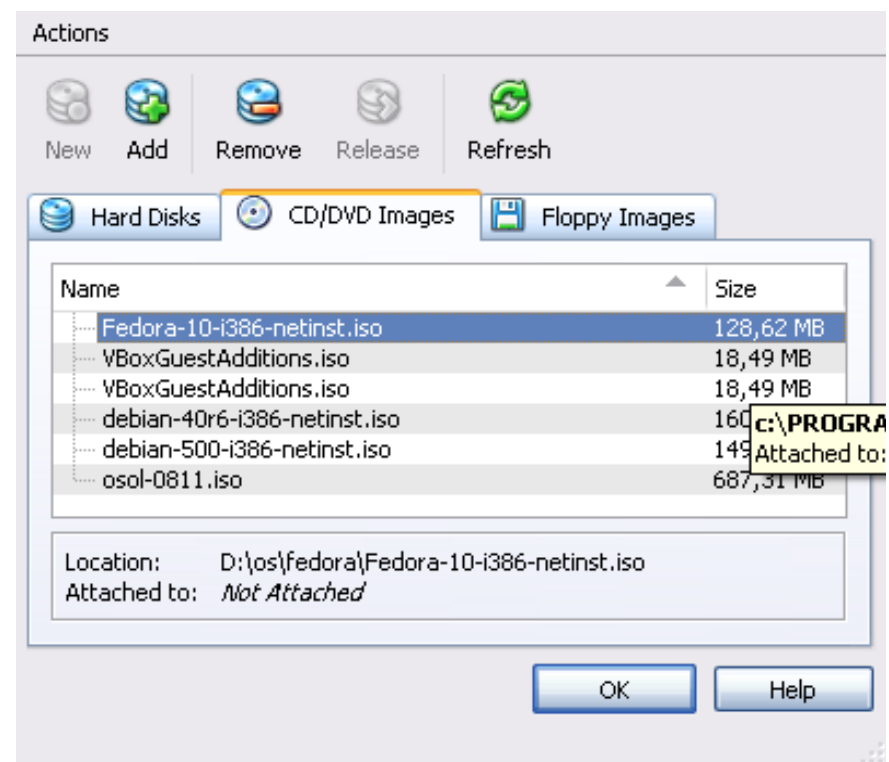 Actions
New Add Remove Release Refresh
Hard Disks CD/DVD Images Floppy Images
Name Size
Fedora-10-i386-netinst.iso 128,62 MB
VBoxGuestAdditions.iso 18,49 MB
VBoxGuestAdditions.iso 18,49 MB
debian-40r6-i386-netinst.iso 160
c:\PROGRA
debian-500-i386-netinst.iso 149
Attached to:
osol-0811.iso 687,31 MB
Location: D:\os\fedora\Fedora-10-i386-netinst.iso
Attached to: Not Attached
OK Help